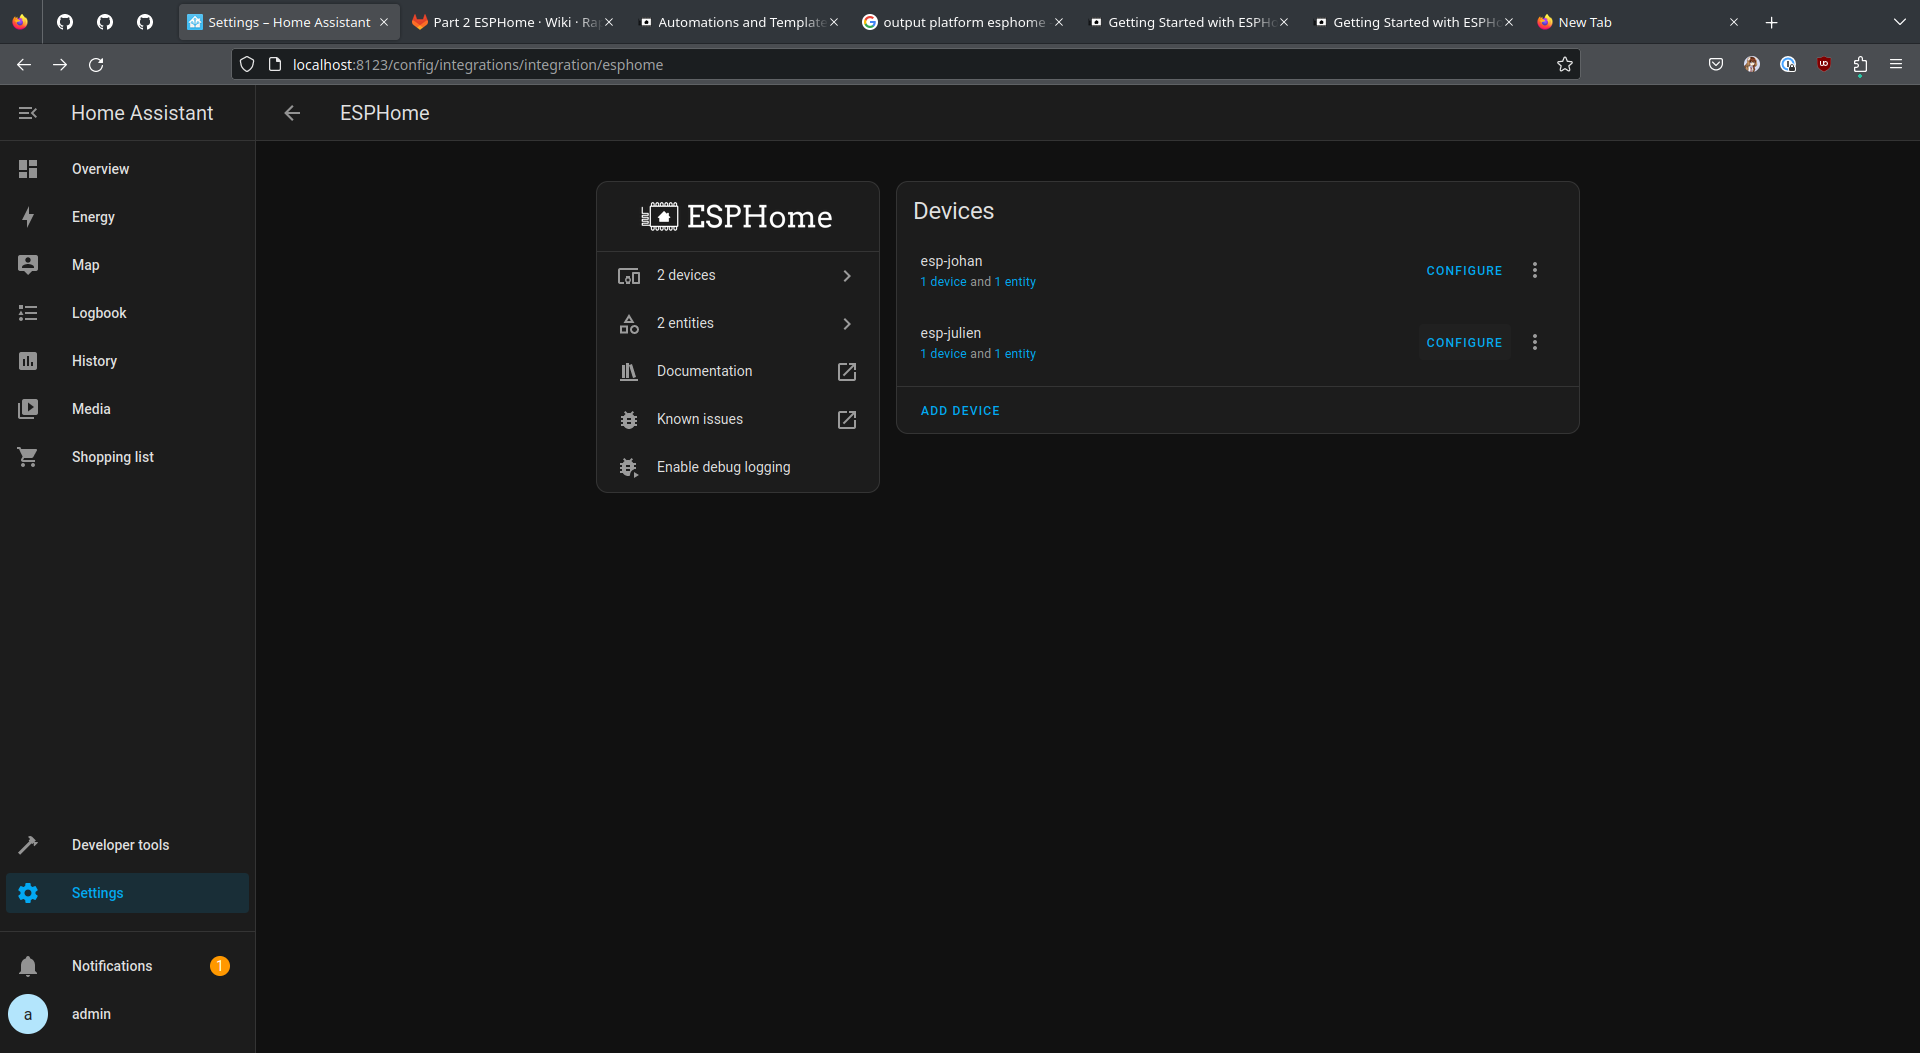 Settings – Home Assistant
Part 2 ESPHome · Wiki · Ra
Automations and Template
output platform esphome
Getting Started with ESPHo
Getting Started with ESPHo
New Tab
localhost:8123/config/integrations/integration/esphome
Home Assistant
ESPHome
Overview
Energy
Map
Logbook
History
Media
Shopping list
Developer tools
Settings
Notifications
1
a
admin
ESPHome
2 devices
2 entities
Documentation
Known issues
Enable debug logging
Devices
esp-johan
1 device and 1 entity
CONFIGURE
esp-julien
1 device and 1 entity
CONFIGURE
ADD DEVICE